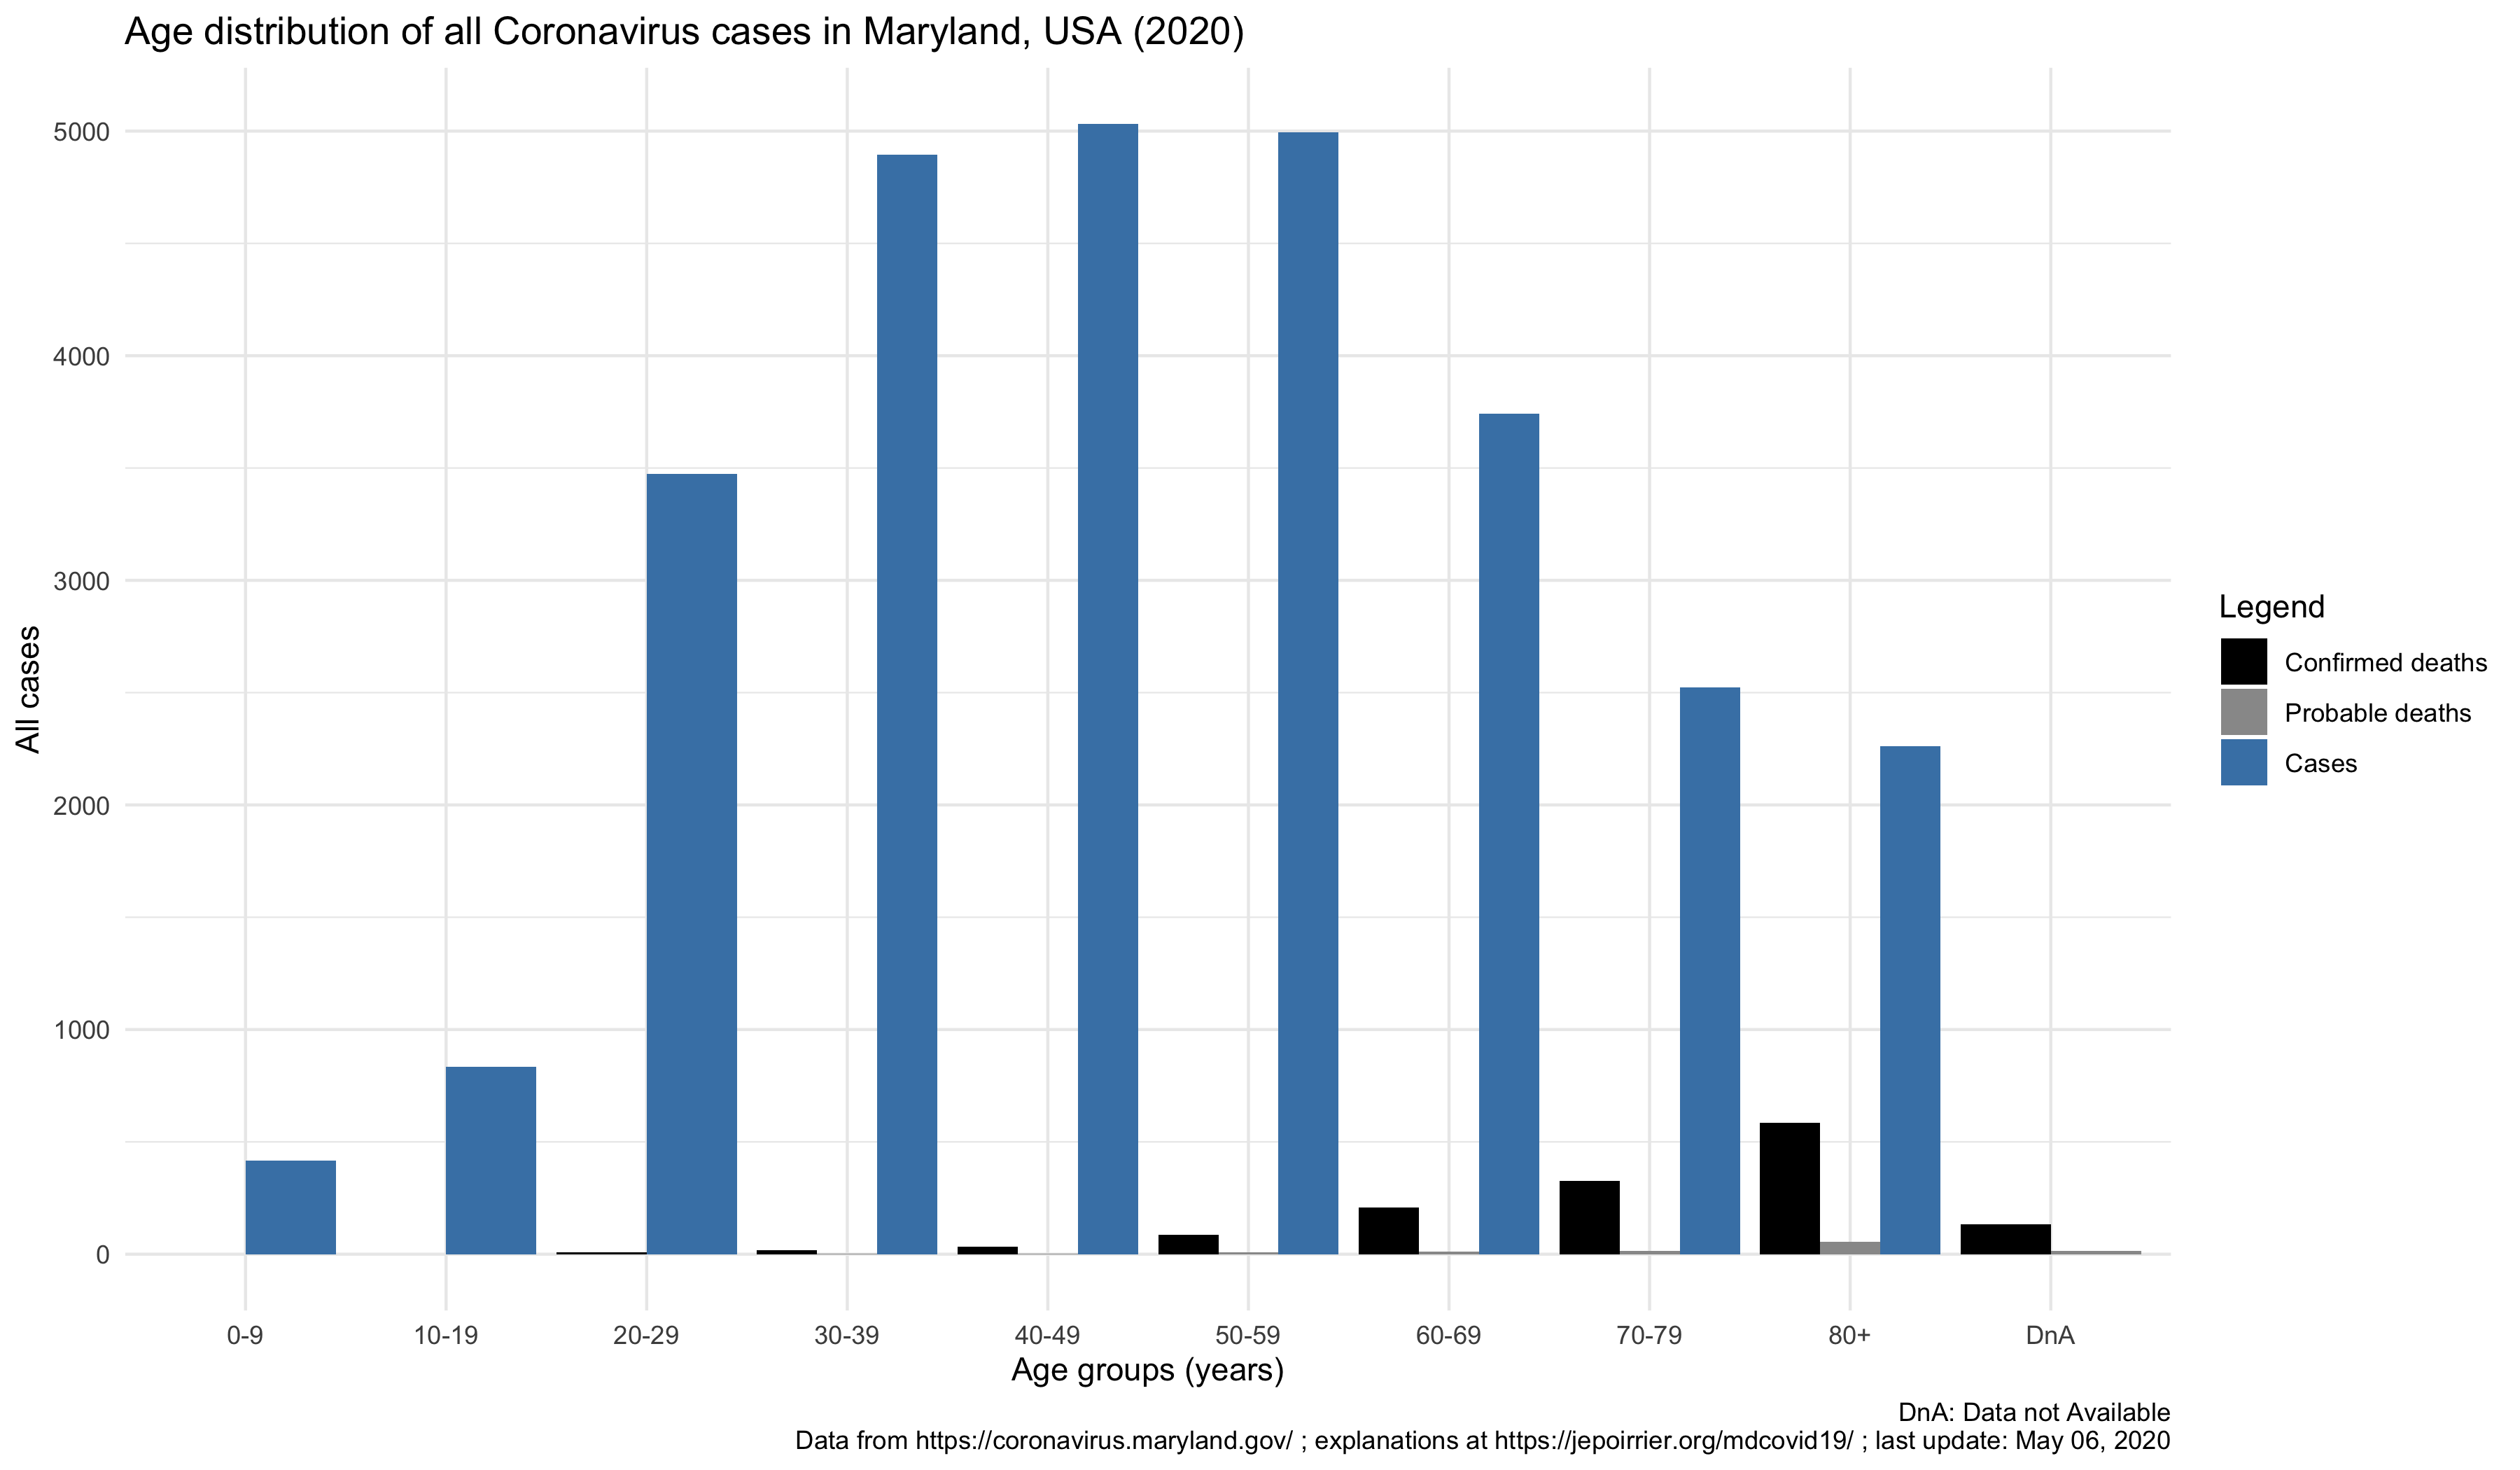 Age distribution of all Coronavirus cases in Maryland, USA (2020)
5000
4000
3000
2000
1000
0
All cases
0-9 10-19 20-29 30-39 40-49 50-59 60-69 70-79 80+ DnA
Age groups (years)
Legend
Confirmed deaths
Probable deaths
Cases
DnA: Data not Available
Data from https://coronavirus.maryland.gov/ ; explanations at https://jepoirrier.org/mdcovid19/ ; last update: May 06, 2020